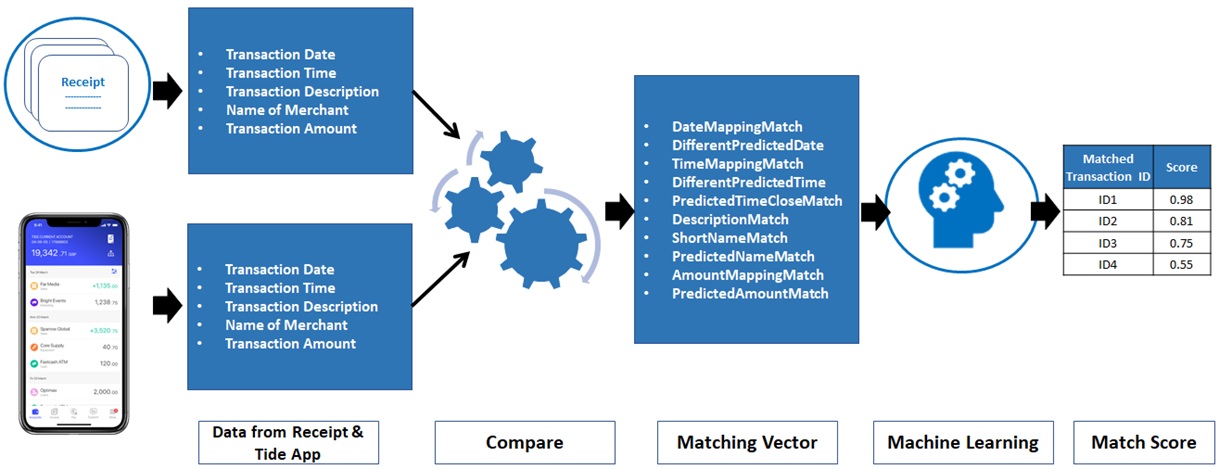 Receipt
• Transaction Date
• Transaction Time
• Transaction Description
• Name of Merchant
• Transaction Amount
19,342.71
Far Media
+1,135.00
Bright Events
1,238.75
Sparrow Global
+3,520.75
Core Supply
40.70
Fastcash ATM
120.00
Optimax
2,000.00
• Transaction Date
• Transaction Time
• Transaction Description
• Name of Merchant
• Transaction Amount
• DateMappingMatch
• DifferentPredictedDate
• TimeMappingMatch
• DifferentPredictedTime
• PredictedTimeCloseMatch
• DescriptionMatch
• ShortNameMatch
• PredictedNameMatch
• AmountMappingMatch
• PredictedAmountMatch
Matched
Transaction ID
Score
ID1 0.98
ID2 0.81
ID3 0.75
ID4 0.55
Data from Receipt &
Tide App
Compare
Matching Vector
Machine Learning
Match Score